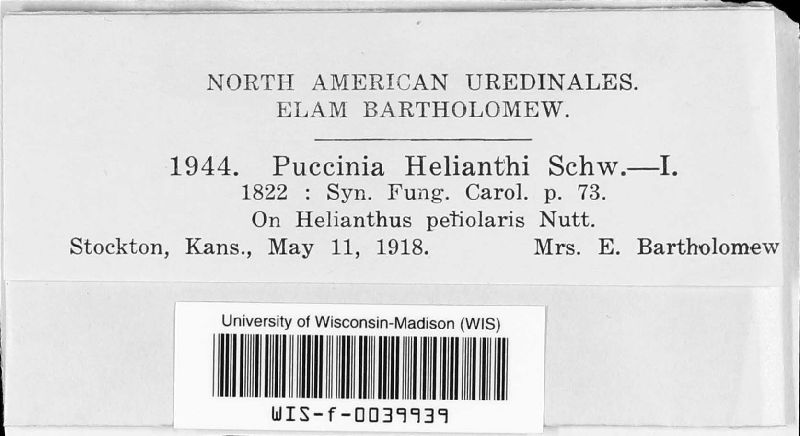 NORTH AMERICAN UREDINALES.
ELAM BARTHOLOMEW.
1944. Puccinia Helianthi Schw.—I.
1822 : Syn. Fung. Carol. p. 73.
On Helianthus petiolaris Nutt.
Stockton, Kans., May 11, 1918. Mrs. E. Bartholomew
University of Wisconsin-Madison (WIS)
WIS-f-0039939